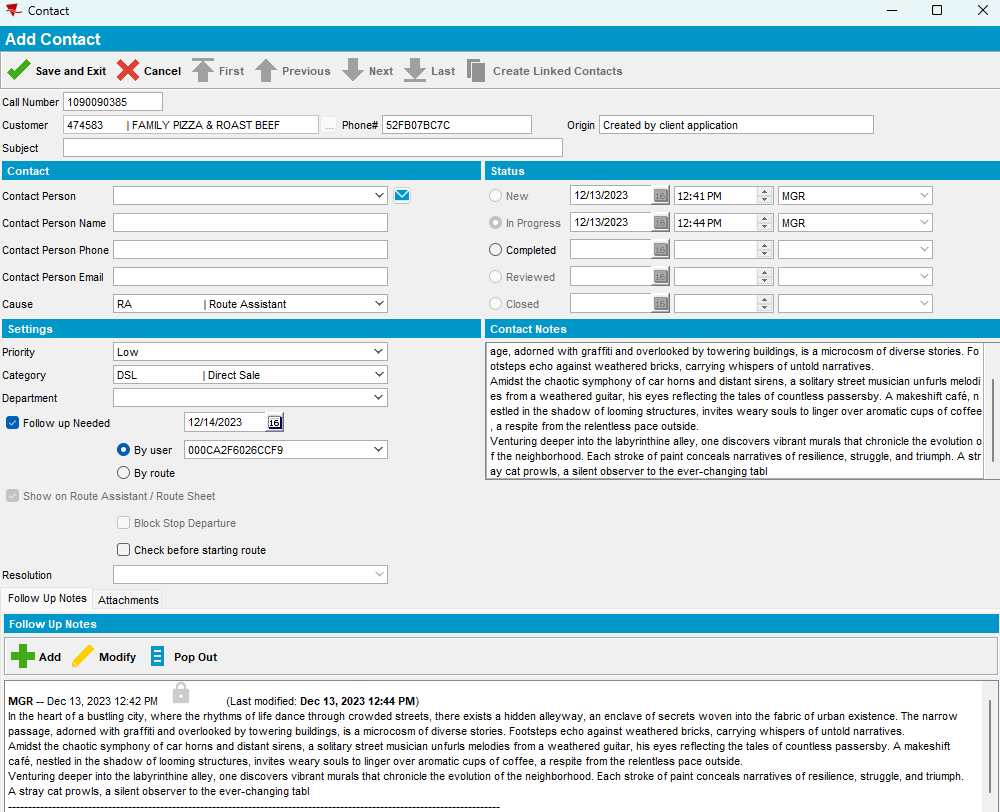 Contact
Add Contact
Save and Exit Cancel First Previous Next Last Create Linked Contacts
Call Number 1090090385
Customer 474583 | FAMILY PIZZA & ROAST BEEF ... Phone# 52FB07BC7C Origin Created by client application
Subject
Contact Status
Contact Person New 12/13/2023 16 12:41 PM MGR
Contact Person Name In Progress 12/13/2023 16 12:44 PM MGR
Contact Person Phone Completed 16
Contact Person Email Reviewed 16
Cause RA | Route Assistant Closed 16
Settings Contact Notes
Priority Low
Category DSL | Direct Sale
Department
Follow up Needed 12/14/2023 16
By user 000CA2F6026CCF9
By route
Show on Route Assistant / Route Sheet
Block Stop Departure
Check before starting route
Resolution
age, adorned with graffiti and overlooked by towering buildings, is a microcosm of diverse stories. Fo
otsteps echo against weathered bricks, carrying whispers of untold narratives.
Amidst the chaotic symphony of car horns and distant sirens, a solitary street musician unfurls melodi
es from a weathered guitar, his eyes reflecting the tales of countless passersby. A makeshift café, n
estled in the shadow of looming structures, invites weary souls to linger over aromatic cups of coffee
, a respite from the relentless pace outside.
Venturing deeper into the labyrinthine alley, one discovers vibrant murals that chronicle the evolution o
f the neighborhood. Each stroke of paint conceals narratives of resilience, struggle, and triumph. A str
ay cat prowls, a silent observer to the ever-changing tabl
Follow Up Notes Attachments
Follow Up Notes
Add Modify Pop Out
MGR -- Dec 13, 2023 12:42 PM (Last modified: Dec 13, 2023 12:44 PM)
In the heart of a bustling city, where the rhythms of life dance through crowded streets, there exists a hidden alleyway, an enclave of secrets woven into the fabric of urban existence. The narrow
passage, adorned with graffiti and overlooked by towering buildings, is a microcosm of diverse stories. Footsteps echo against weathered bricks, carrying whispers of untold narratives.
Amidst the chaotic symphony of car horns and distant sirens, a solitary street musician unfurls melodies from a weathered guitar, his eyes reflecting the tales of countless passersby. A makeshift
café, nestled in the shadow of looming structures, invites weary souls to linger over aromatic cups of coffee, a respite from the relentless pace outside.
Venturing deeper into the labyrinthine alley, one discovers vibrant murals that chronicle the evolution of the neighborhood. Each stroke of paint conceals narratives of resilience, struggle, and triumph.
A stray cat prowls, a silent observer to the ever-changing tabl